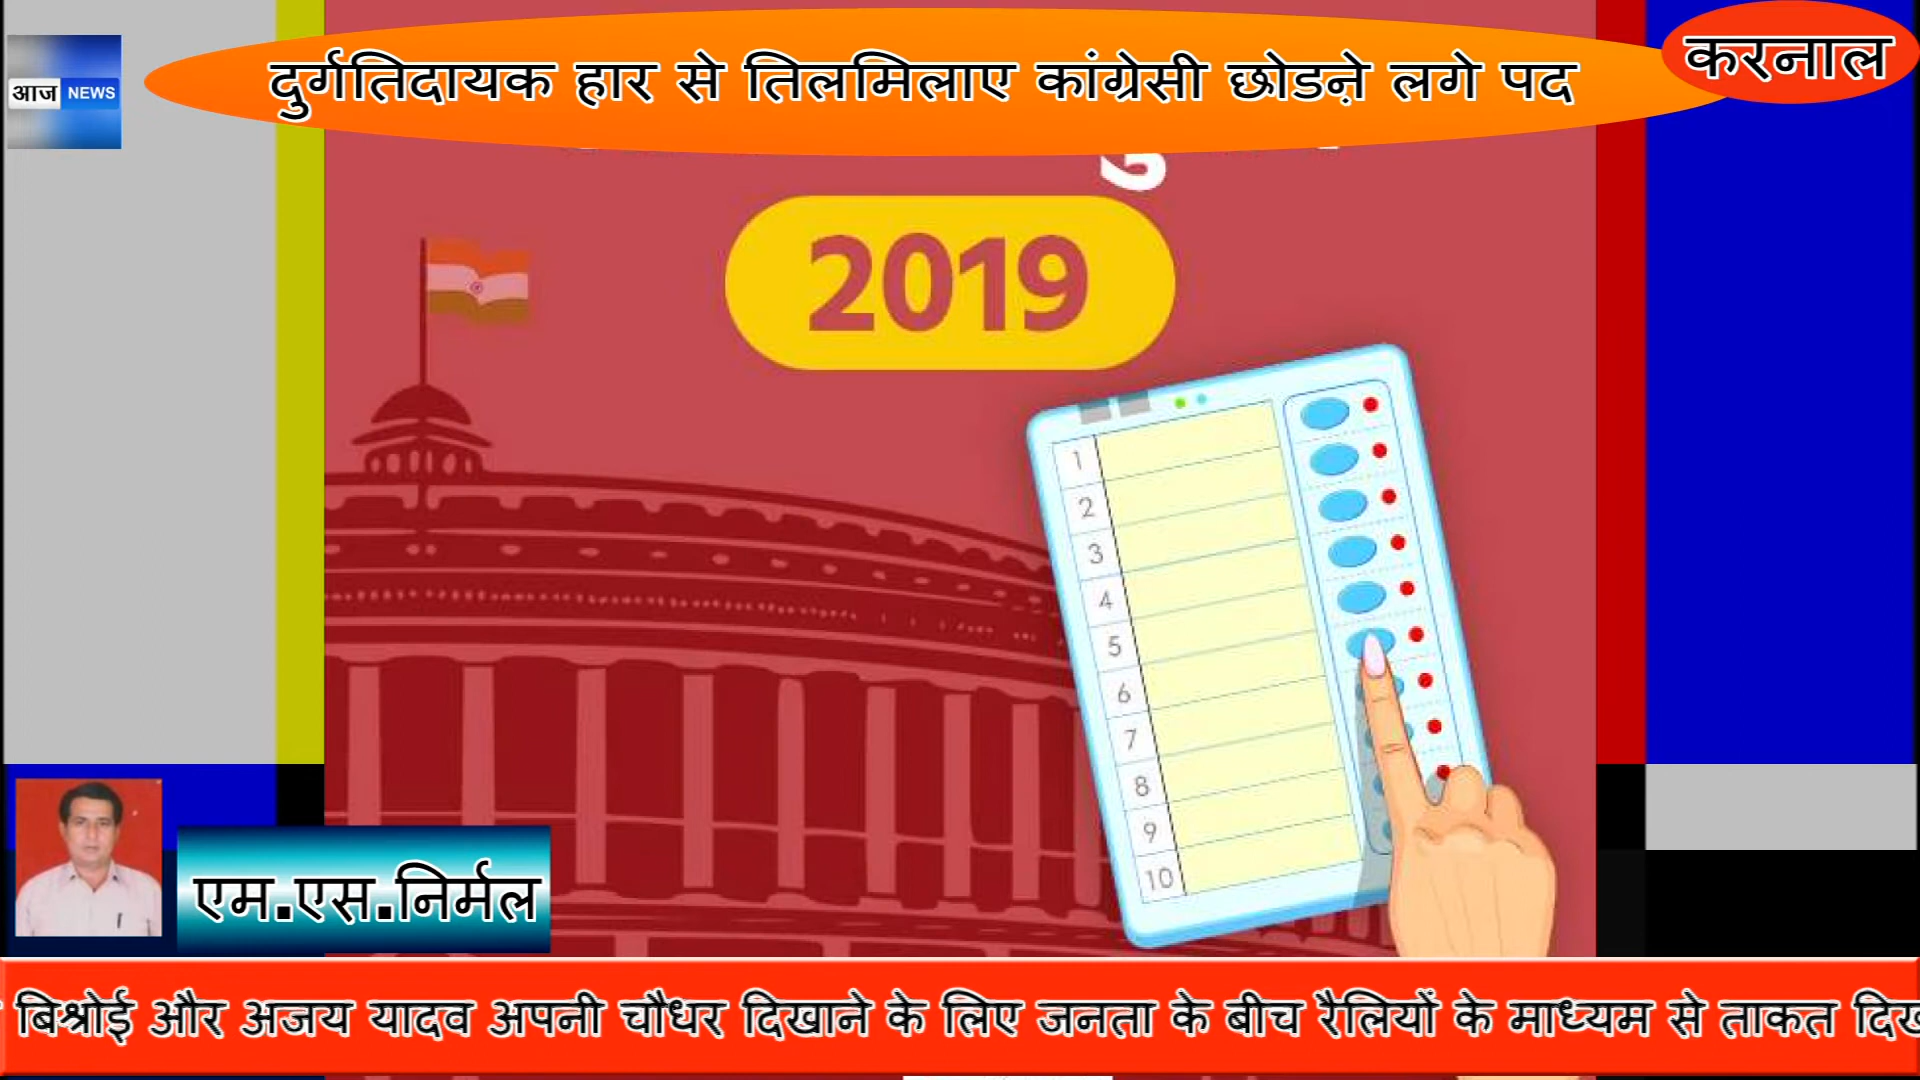 दुर्गतिदायक हार से तिलमिलाए कांग्रेसी छोडऩे लगे पद
करनाल
आज NEWS
2019
1
2
3
4
5
6
7
8
9
10
एम.एस.निर्मल
बिश्रोई और अजय यादव अपनी चौधर दिखाने के लिए जनता के बीच रैलियों के माध्यम से ताकत